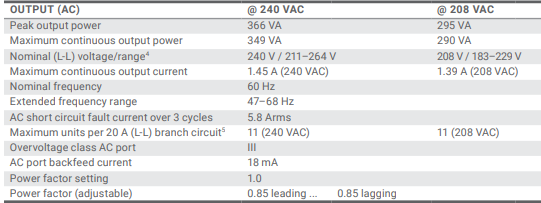 OUTPUT (AC) @ 240 VAC @ 208 VAC
Peak output power 366 VA 295 VA
Maximum continuous output power 349 VA 290 VA
Nominal (L-L) voltage/range⁴ 240 V / 211–264 V 208 V / 183–229 V
Maximum continuous output current 1.45 A (240 VAC) 1.39 A (208 VAC)
Nominal frequency 60 Hz
Extended frequency range 47–68 Hz
AC short circuit fault current over 3 cycles 5.8 Arms
Maximum units per 20 A (L-L) branch circuit⁵ 11 (240 VAC) 11 (208 VAC)
Overvoltage class AC port III
AC port backfeed current 18 mA
Power factor setting 1.0
Power factor (adjustable) 0.85 leading ... 0.85 lagging